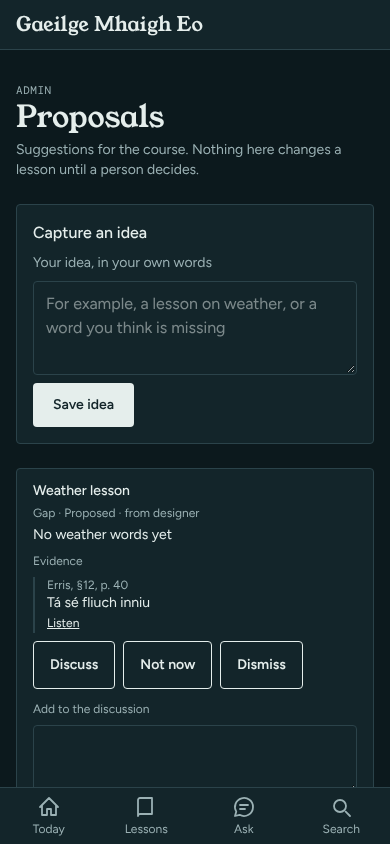 Gaeilge Mhaigh Eo
ADMIN
Proposals
Suggestions for the course. Nothing here changes a
lesson until a person decides.
Capture an idea
Your idea, in your own words
For example, a lesson on weather, or a
word you think is missing
Save idea
Weather lesson
Gap · Proposed · from designer
No weather words yet
Evidence
Erris, §12, p. 40
Tá sé fliuch inniu
Listen
Discuss
Not now
Dismiss
Add to the discussion
Today
Lessons
Ask
Search